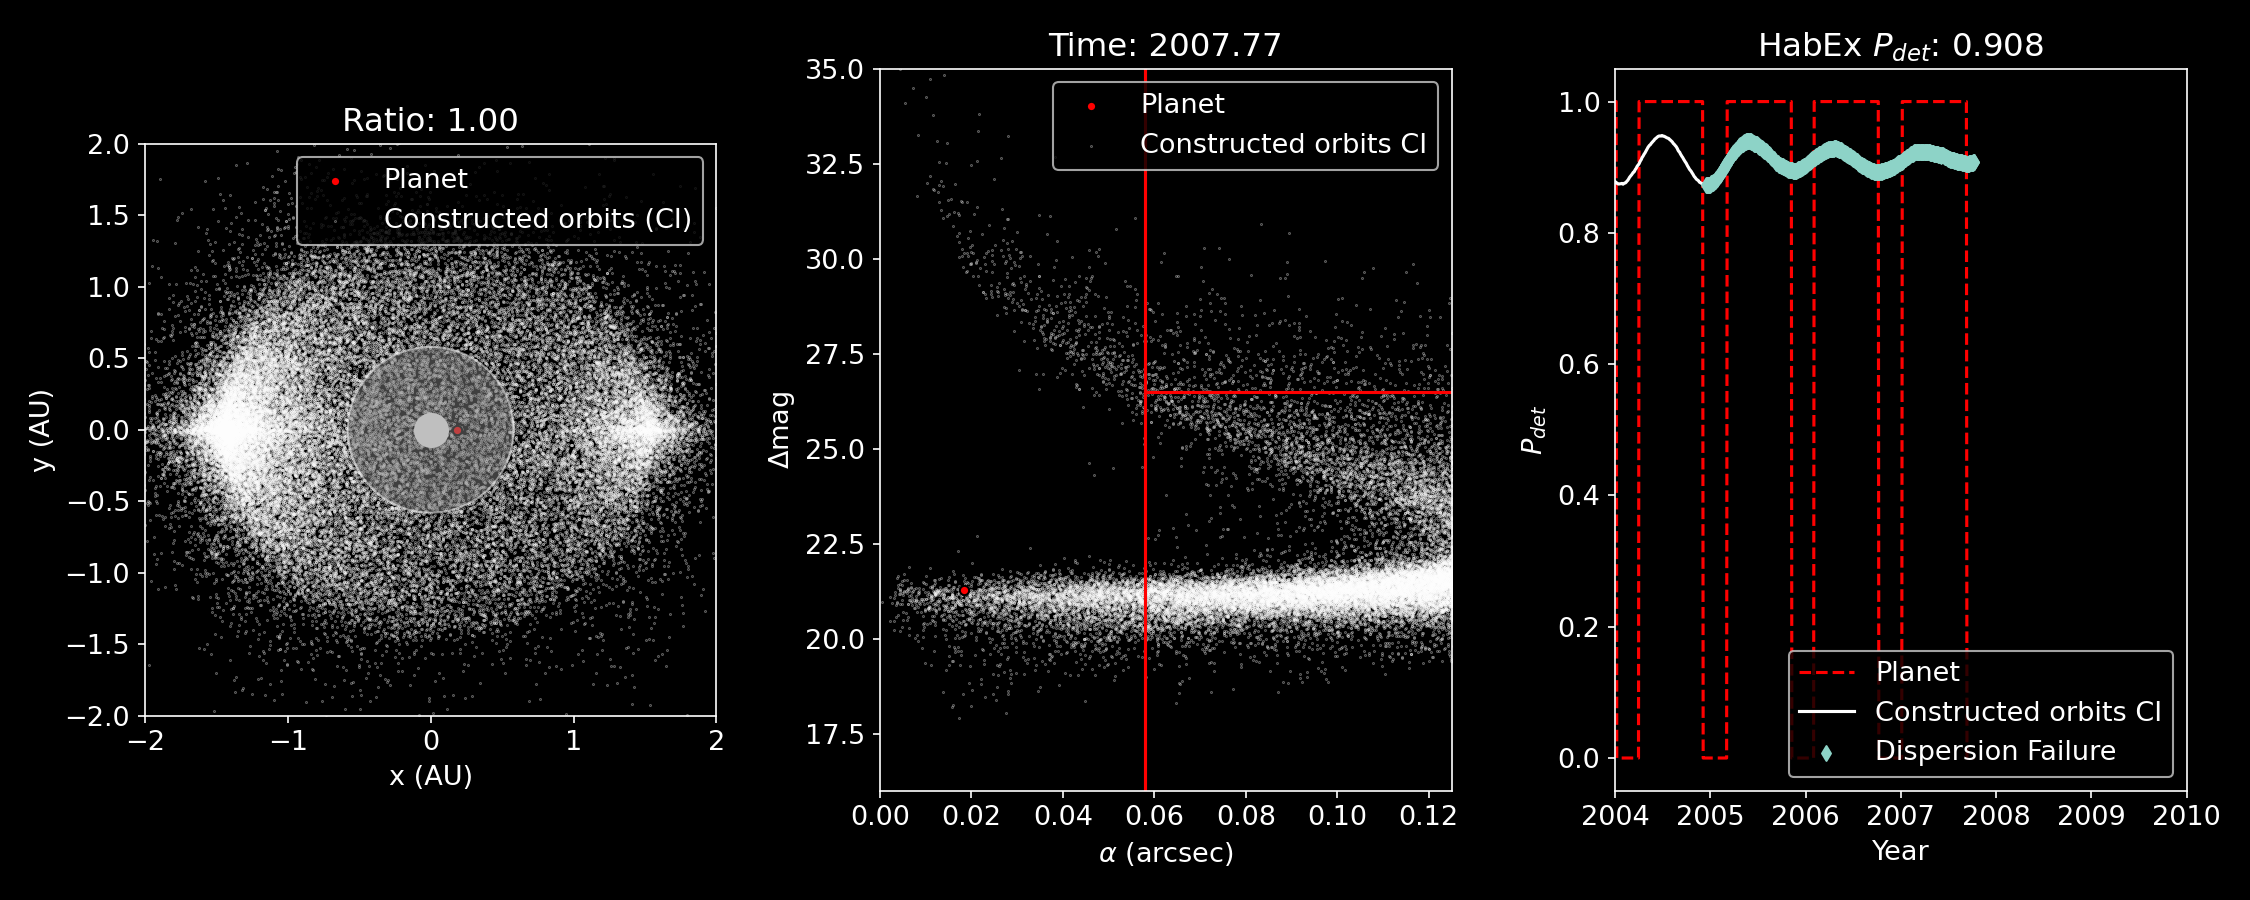 Ratio: 1.00
2.0
1.5
1.0
0.5
0.0
−0.5
−1.0
−1.5
−2.0
y (AU)
Planet
Constructed orbits (CI)
−2
−1
0
1
2
x (AU)
Time: 2007.77
35.0
32.5
30.0
27.5
25.0
22.5
20.0
17.5
Δmag
Planet
Constructed orbits CI
0.00
0.02
0.04
0.06
0.08
0.10
0.12
α (arcsec)
HabEx P_det: 0.908
1.0
0.8
0.6
0.4
0.2
0.0
P_det
Planet
Constructed orbits CI
Dispersion Failure
2004
2005
2006
2007
2008
2009
2010
Year